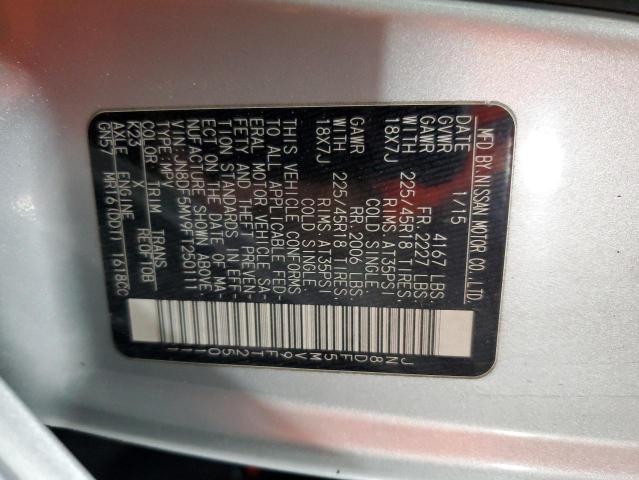 MFD BY NISSAN MOTOR CO., LTD.
DATE 1/15
GVWR 4167 LBS.
GAWR FR. 2227 LBS.
WITH 225/45R18 TIRES
18X7J RIMS AT35PSI
COLD SINGLE
GAWR RR. 2006 LBS.
WITH 225/45R18 TIRES
18X7J RIMS AT35PSI
COLD SINGLE
THIS VEHICLE CONFORMS
TO ALL APPLICABLE FED-
ERAL MOTOR VEHICLE SA-
FETY AND THEFT PREVEN-
TION STANDARDS IN EFF-
ECT ON THE DATE OF MA-
NUFACTURE SHOWN ABOVE.
VIN: JN8DF5MV9FT250111
TYPE: MPV
COLOR TRIM TRANS
K23 X RE0F10B
AXLE ENGINE
GN57 MR16(DDT) 1618CC
JN8DF5MV9FT250111